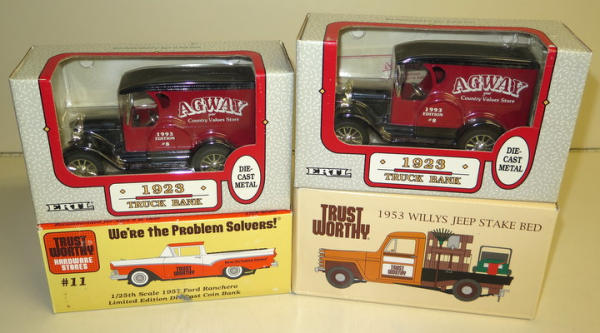 AGWAY
your
Country Values Store
1993
EDITION
#8
DIE-
CAST
METAL
ERTL
1923
TRUCK BANK
AGWAY
your
Country Values Store
1993
EDITION
#8
DIE-
CAST
METAL
ERTL
1923
TRUCK BANK
TRUST
WORTHY
HARDWARE
STORES
#11
We're the Problem Solvers!
TRUST
WORTHY
1/25th Scale 1957 Ford Ranchero
Limited Edition Die-Cast Coin Bank
TRUST
WORTHY
1953 WILLYS JEEP STAKE BED
TRUST
WORTHY